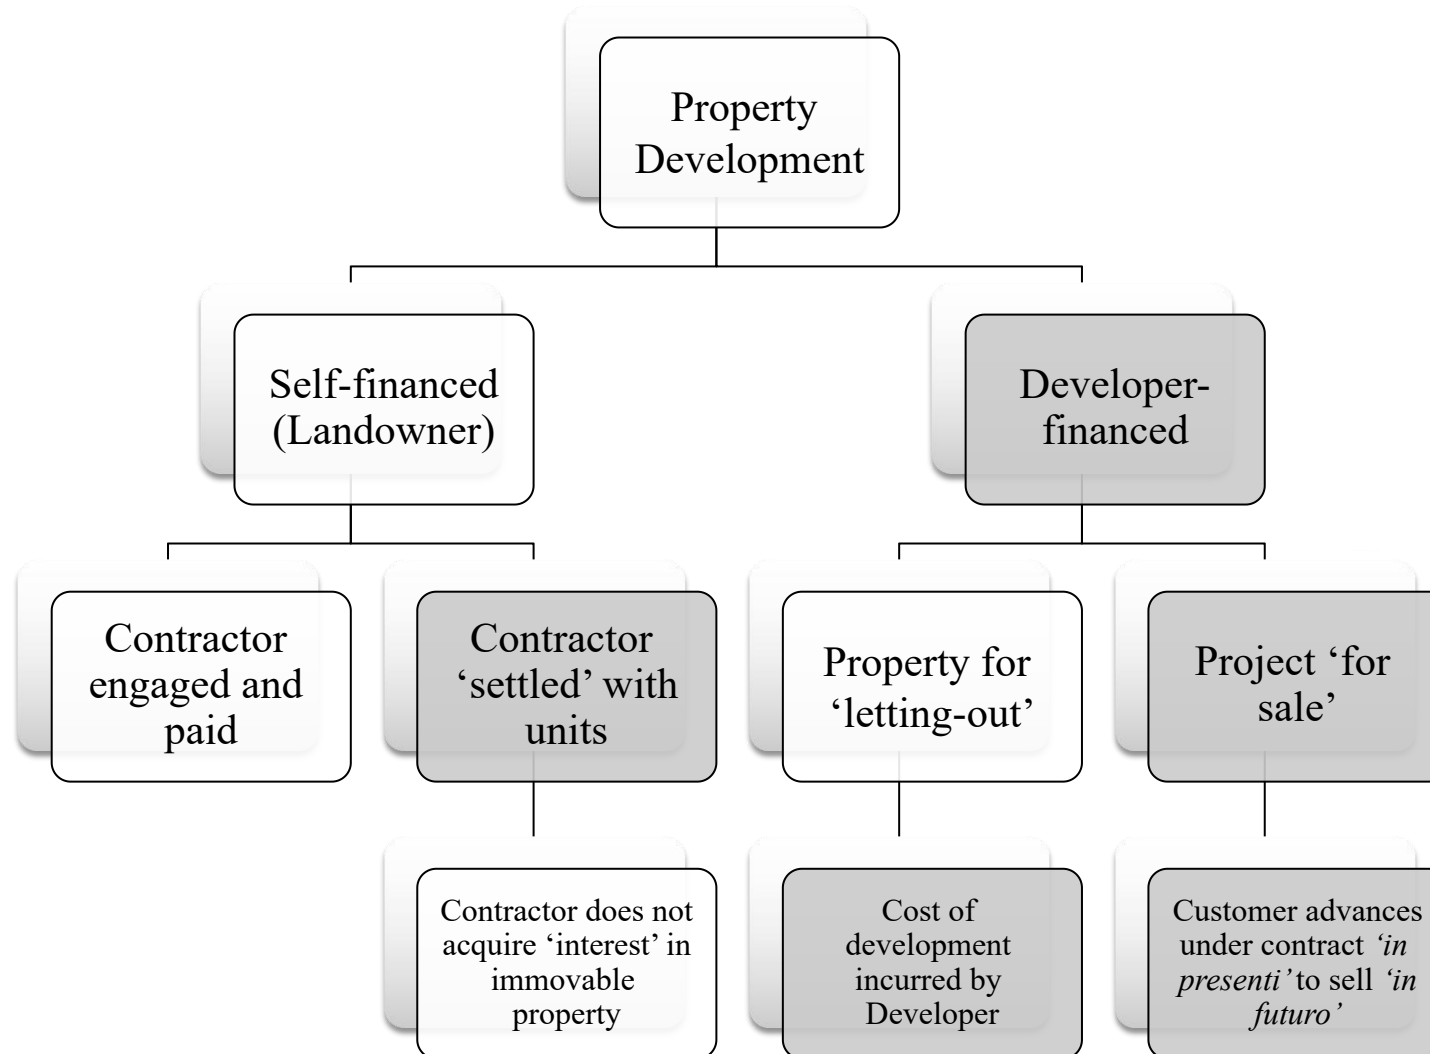 Property
Development
Self-financed
(Landowner)
Developer-
financed
Contractor
engaged and
paid
Contractor
‘settled’ with
units
Property for
‘letting-out’
Project ‘for
sale’
Contractor does not
acquire ‘interest’ in
immovable
property
Cost of
development
incurred by
Developer
Customer advances
under contract ‘in
presenti’ to sell ‘in
futuro’